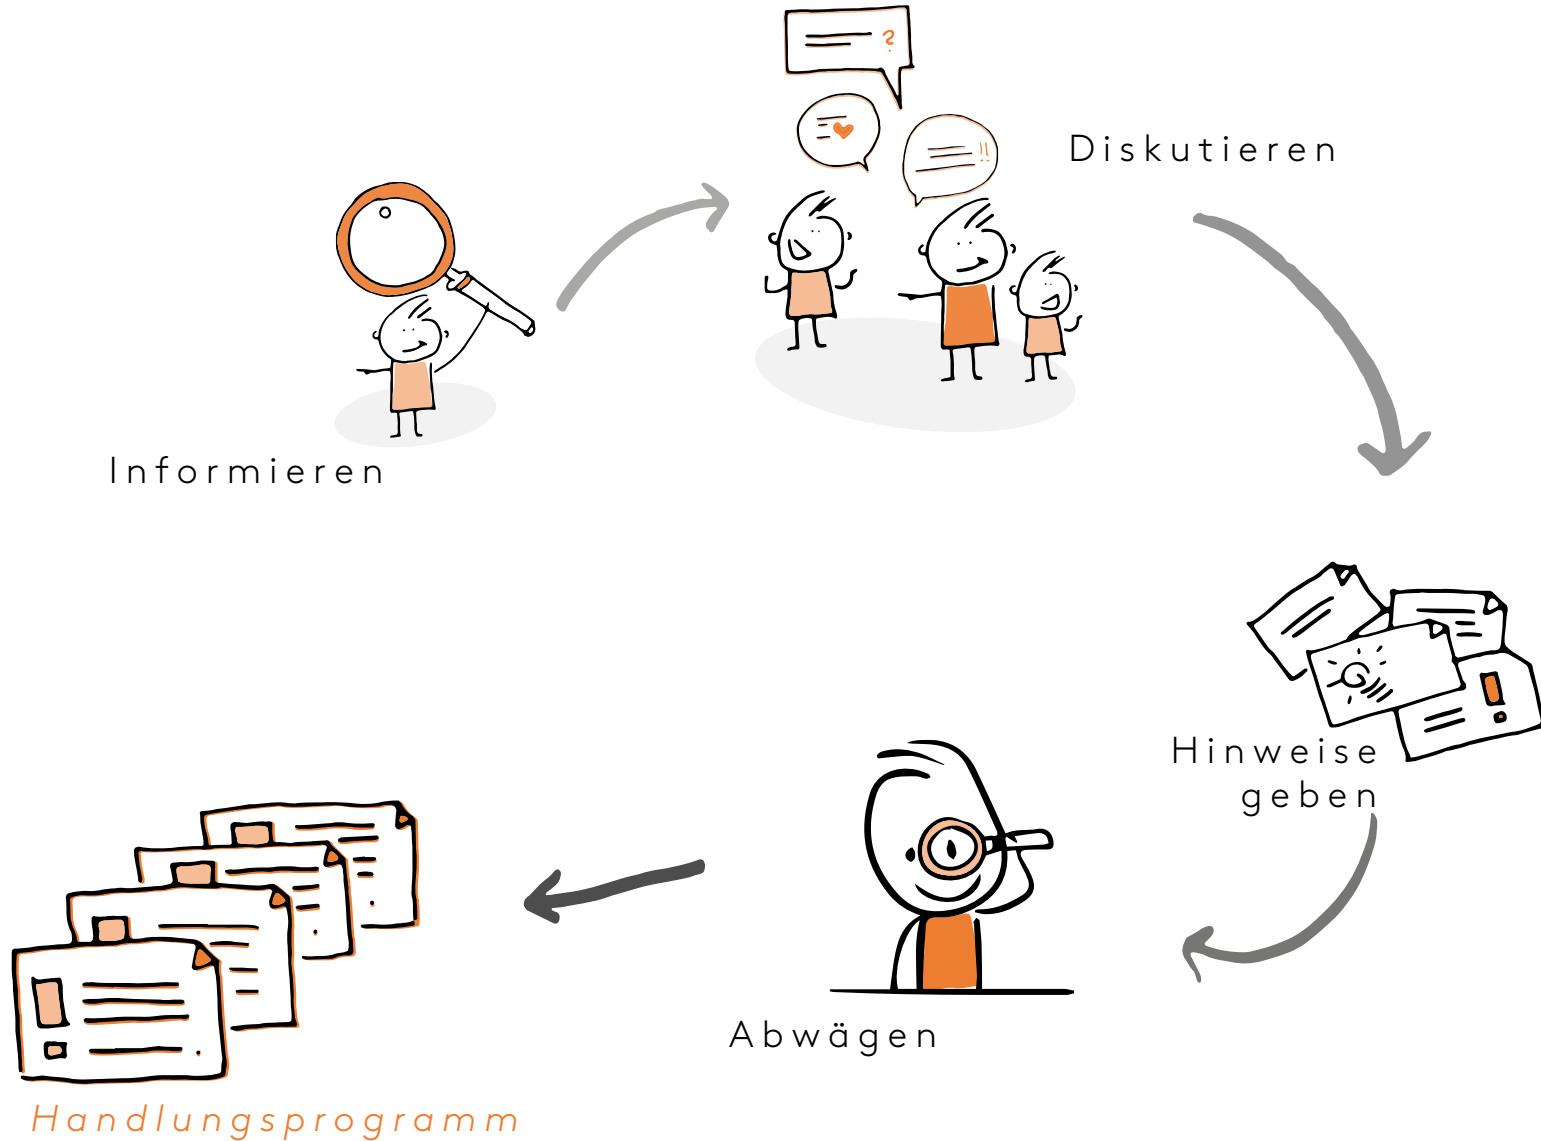 Diskutieren
Informieren
Hinweise
geben
Abwägen
Handlungsprogramm